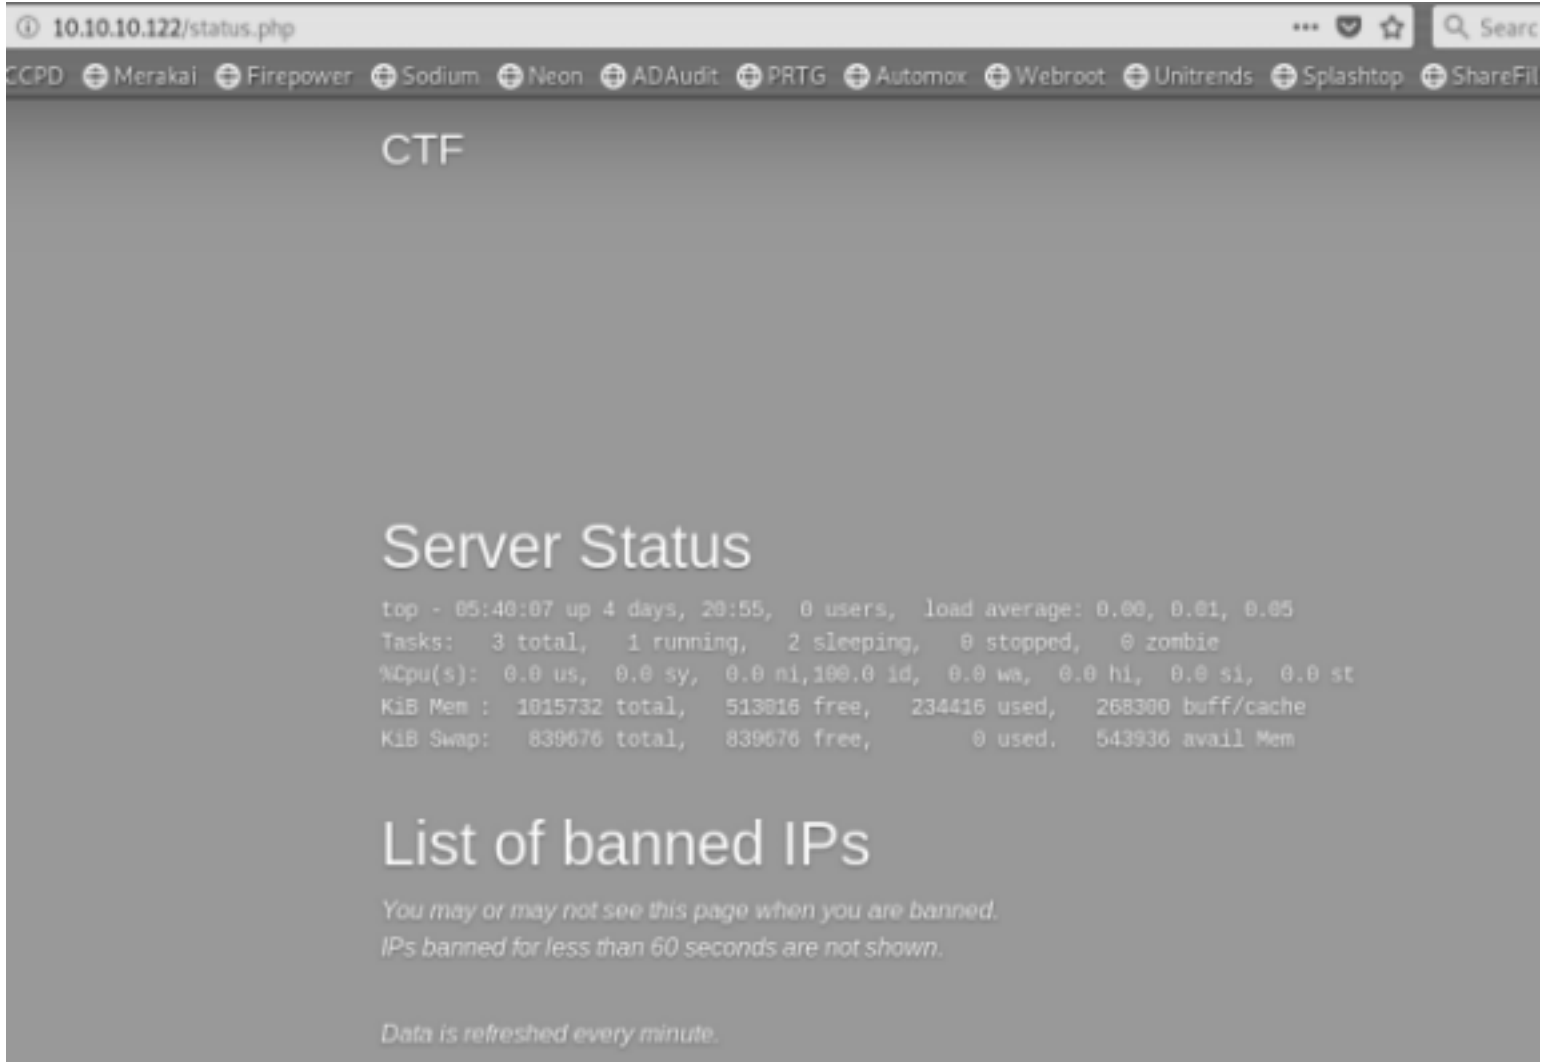 10.10.10.122/status.php
Searc
CCPD Merakai Firepower Sodium Neon ADAudit PRTG Automox Webroot Unitrends Splashtop ShareFil
CTF
Server Status
top - 05:40:07 up 4 days, 20:55,  0 users,  load average: 0.00, 0.01, 0.05
Tasks:   3 total,   1 running,   2 sleeping,   0 stopped,   0 zombie
%Cpu(s):  0.0 us,  0.0 sy,  0.0 ni,100.0 id,  0.0 wa,  0.0 hi,  0.0 si,  0.0 st
KiB Mem :  1015732 total,   513016 free,   234416 used,   268300 buff/cache
KiB Swap:   839676 total,   839676 free,        0 used.   543936 avail Mem
List of banned IPs
You may or may not see this page when you are banned.
IPs banned for less than 60 seconds are not shown.
Data is refreshed every minute.